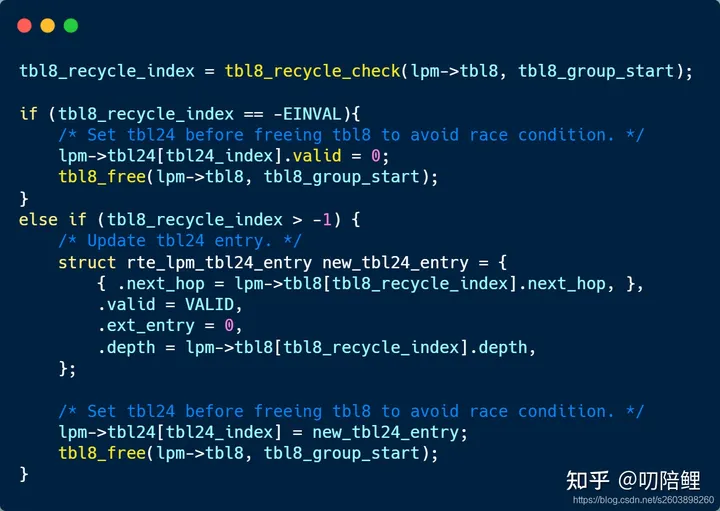 tbl8_recycle_index = tbl8_recycle_check(lpm->tbl8, tbl8_group_start);
if (tbl8_recycle_index == -EINVAL){
/* Set tbl24 before freeing tbl8 to avoid race condition. */
lpm->tbl24[tbl24_index].valid = 0;
tbl8_free(lpm->tbl8, tbl8_group_start);
}
else if (tbl8_recycle_index > -1) {
/* Update tbl24 entry. */
struct rte_lpm_tbl24_entry new_tbl24_entry = {
{ .next_hop = lpm->tbl8[tbl8_recycle_index].next_hop, },
.valid = VALID,
.ext_entry = 0,
.depth = lpm->tbl8[tbl8_recycle_index].depth,
};
/* Set tbl24 before freeing tbl8 to avoid race condition. */
lpm->tbl24[tbl24_index] = new_tbl24_entry;
tbl8_free(lpm->tbl8, tbl8_group_start);
}
知乎 @叨陪鲤
https://blog.csdn.net/s2603898260